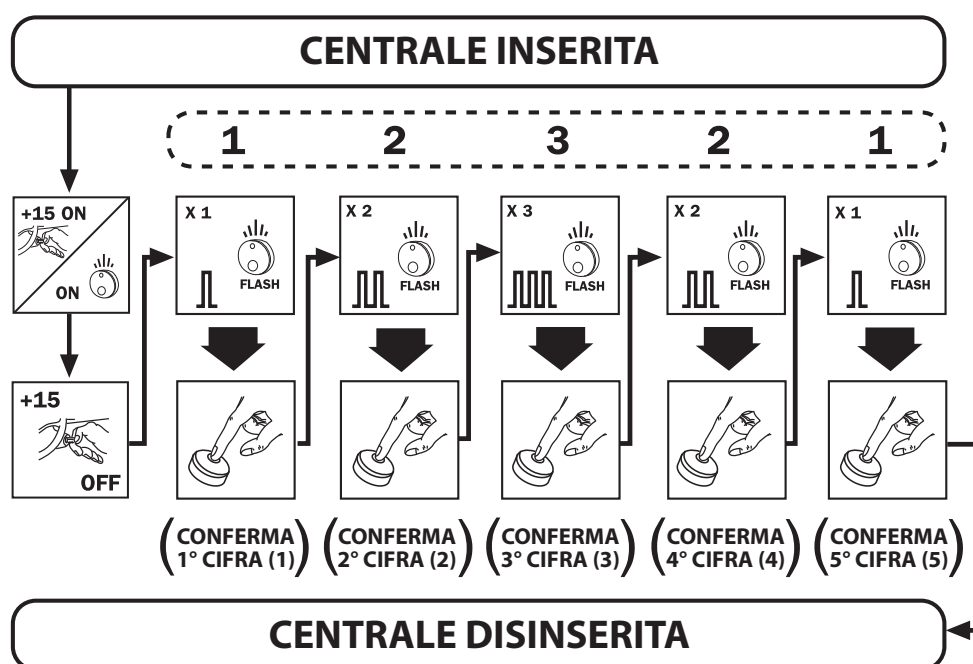 CENTRALE INSERITA
1 2 3 2 1
+15 ON
ON
X 1
FLASH
X 2
FLASH
X 3
FLASH
X 2
FLASH
X 1
FLASH
+15
OFF
(CONFERMA
1° CIFRA (1))
(CONFERMA
2° CIFRA (2))
(CONFERMA
3° CIFRA (3))
(CONFERMA
4° CIFRA (4))
(CONFERMA
5° CIFRA (5))
CENTRALE DISINSERITA